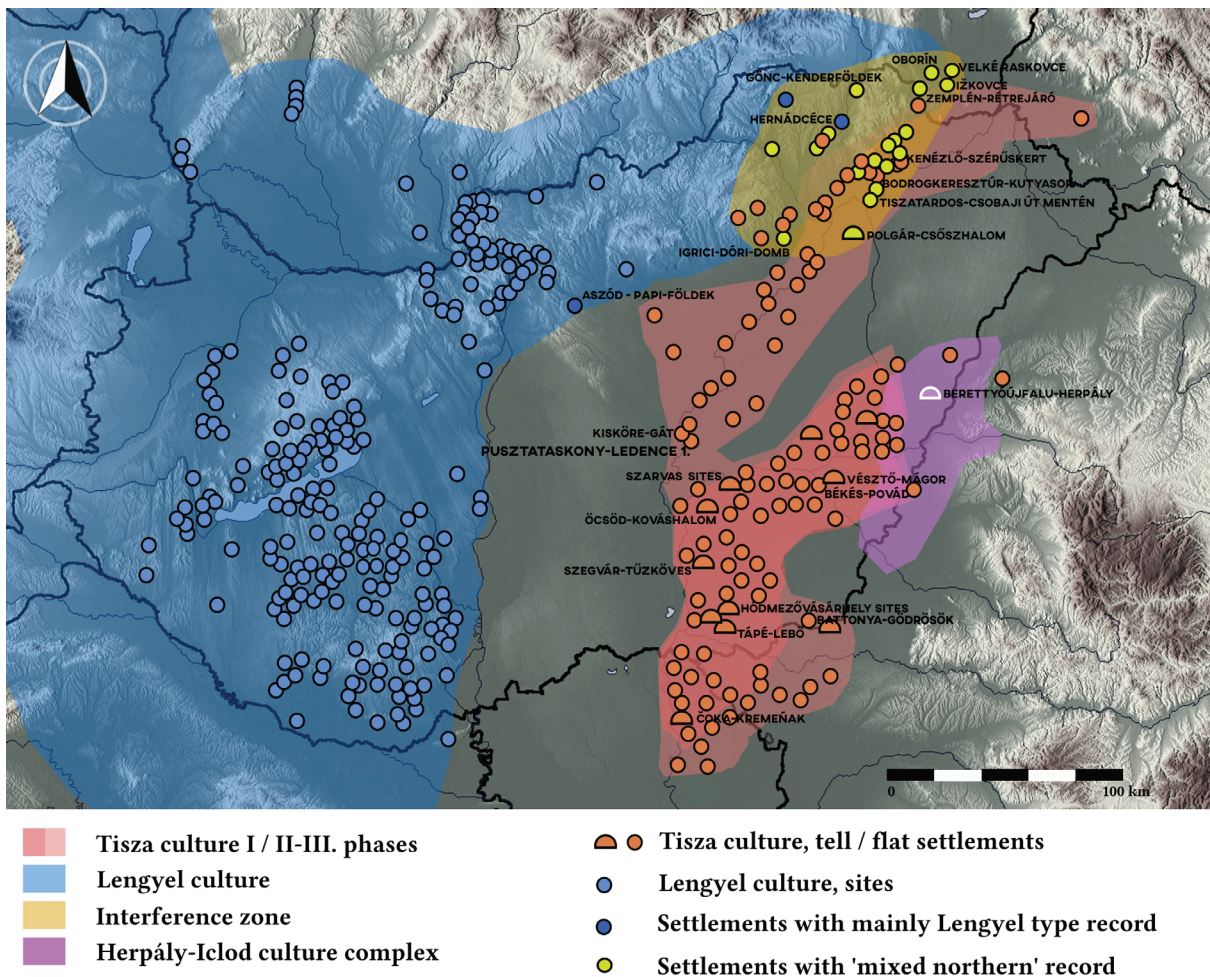 OBORÍN
VELKÉ RASKOVCE
GÖNC-KENDERFÖLDEK
IŽKOVCE
ZEMPLÉN-RÉTREJÁRÓ
HERNÁDCÉCE
KENÉZLŐ-SZÉRŰSKERT
BODROGKERESZTÚR-KUTYASOR
TISZATARDOS-CSOBAJI ÚT MENTÉN
POLGÁR-CSŐSZHALOM
IGRICI-DÓRI-DOMB
ASZÓD - PAPI-FÖLDEK
BERETTYÓÚJFALU-HERPÁLY
KISKÖRE-GÁT
PUSZTATASKONY-LEDENCE 1.
SZARVAS SITES
VÉSZTŐ-MÁGOR
BÉKÉS-POVÁD
ÖCSÖD-KOVÁSHALOM
SZEGVÁR-TŰZKÖVES
HÓDMEZŐVÁSÁRHELY SITES
BATTONYA-GÖDRÖSÖK
TÁPÉ-LEBŐ
ČOKA-KREMEŇAK
0 100 km
Tisza culture I / II-III. phases
Lengyel culture
Interference zone
Herpály-Iclod culture complex
Tisza culture, tell / flat settlements
Lengyel culture, sites
Settlements with mainly Lengyel type record
Settlements with 'mixed northern' record